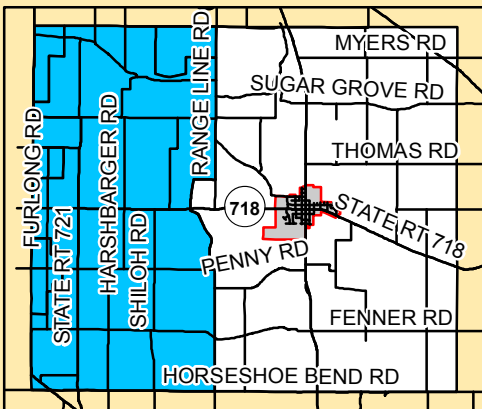 MYERS RD
SUGAR GROVE RD
RANGE LINE RD
THOMAS RD
FURLONG RD
STATE RT 721
HARSHBARGER RD
SHILOH RD
718
STATE RT 718
PENNY RD
FENNER RD
HORSESHOE BEND RD